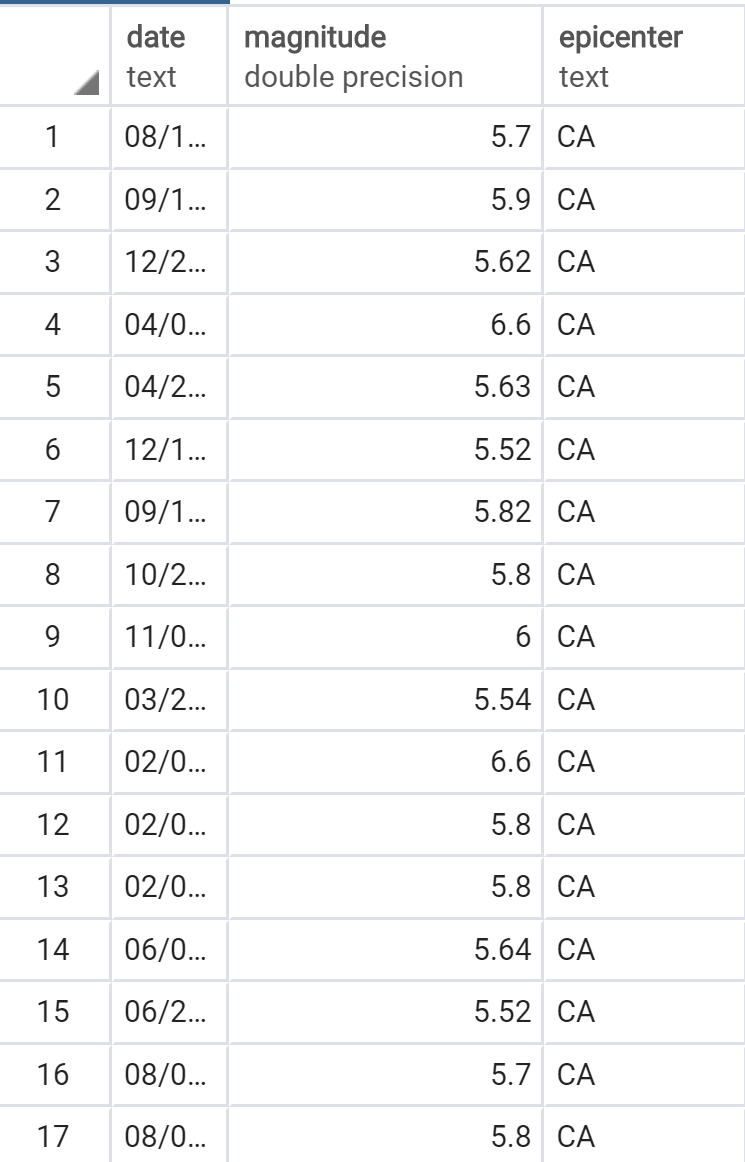 date magnitude epicenter
text double precision text
1 08/1... 5.7 CA
2 09/1... 5.9 CA
3 12/2... 5.62 CA
4 04/0... 6.6 CA
5 04/2... 5.63 CA
6 12/1... 5.52 CA
7 09/1... 5.82 CA
8 10/2... 5.8 CA
9 11/0... 6 CA
10 03/2... 5.54 CA
11 02/0... 6.6 CA
12 02/0... 5.8 CA
13 02/0... 5.8 CA
14 06/0... 5.64 CA
15 06/2... 5.52 CA
16 08/0... 5.7 CA
17 08/0... 5.8 CA